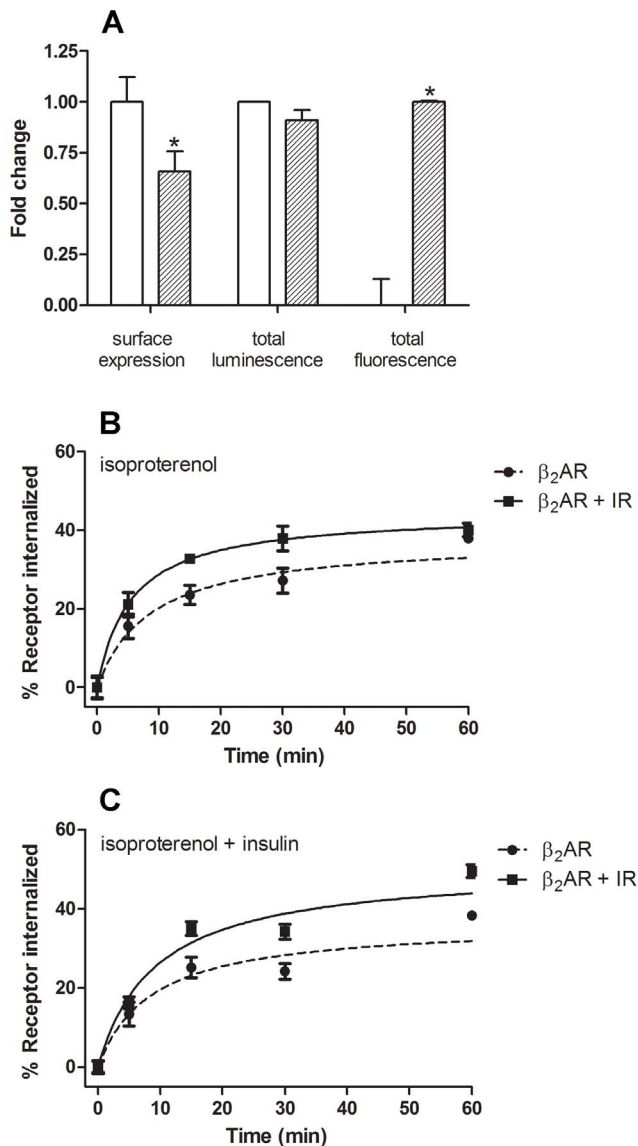 A
Fold change
1.25
1.00
0.75
0.50
0.25
0.00
*
*
surface
expression
total
luminescence
total
fluorescence
B
isoproterenol
β₂AR
β₂AR + IR
% Receptor internalized
60
40
20
0
0 10 20 30 40 50 60
Time (min)
C
isoproterenol + insulin
β₂AR
β₂AR + IR
% Receptor internalized
60
40
20
0
0 10 20 30 40 50 60
Time (min)